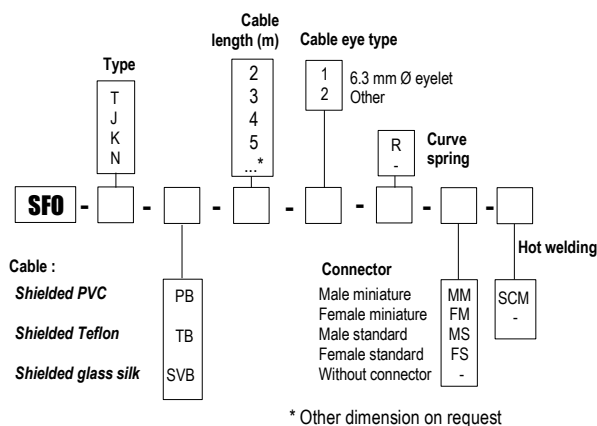 Cable
length (m)
Cable eye type
Type
T
J
K
N
2
3
4
5
...*
1 6.3 mm Ø eyelet
2 Other
R
-
Curve
spring
SFO - - - - - - -
Hot welding
Cable :
Shielded PVC PB
Shielded Teflon TB
Shielded glass silk SVB
Connector
Male miniature MM
Female miniature FM
Male standard MS
Female standard FS
Without connector -
SCM
-
* Other dimension on request